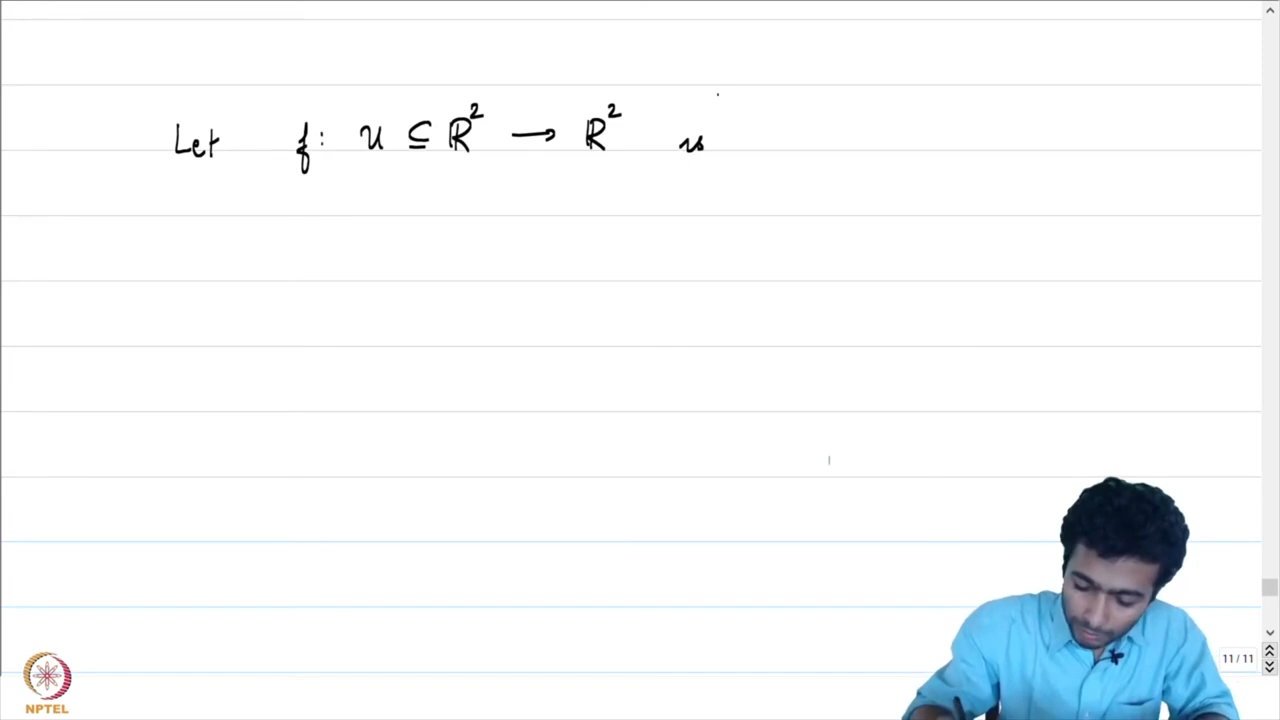 Let f: U ⊆ ℝ² → ℝ² is
11 / 11
NPTEL